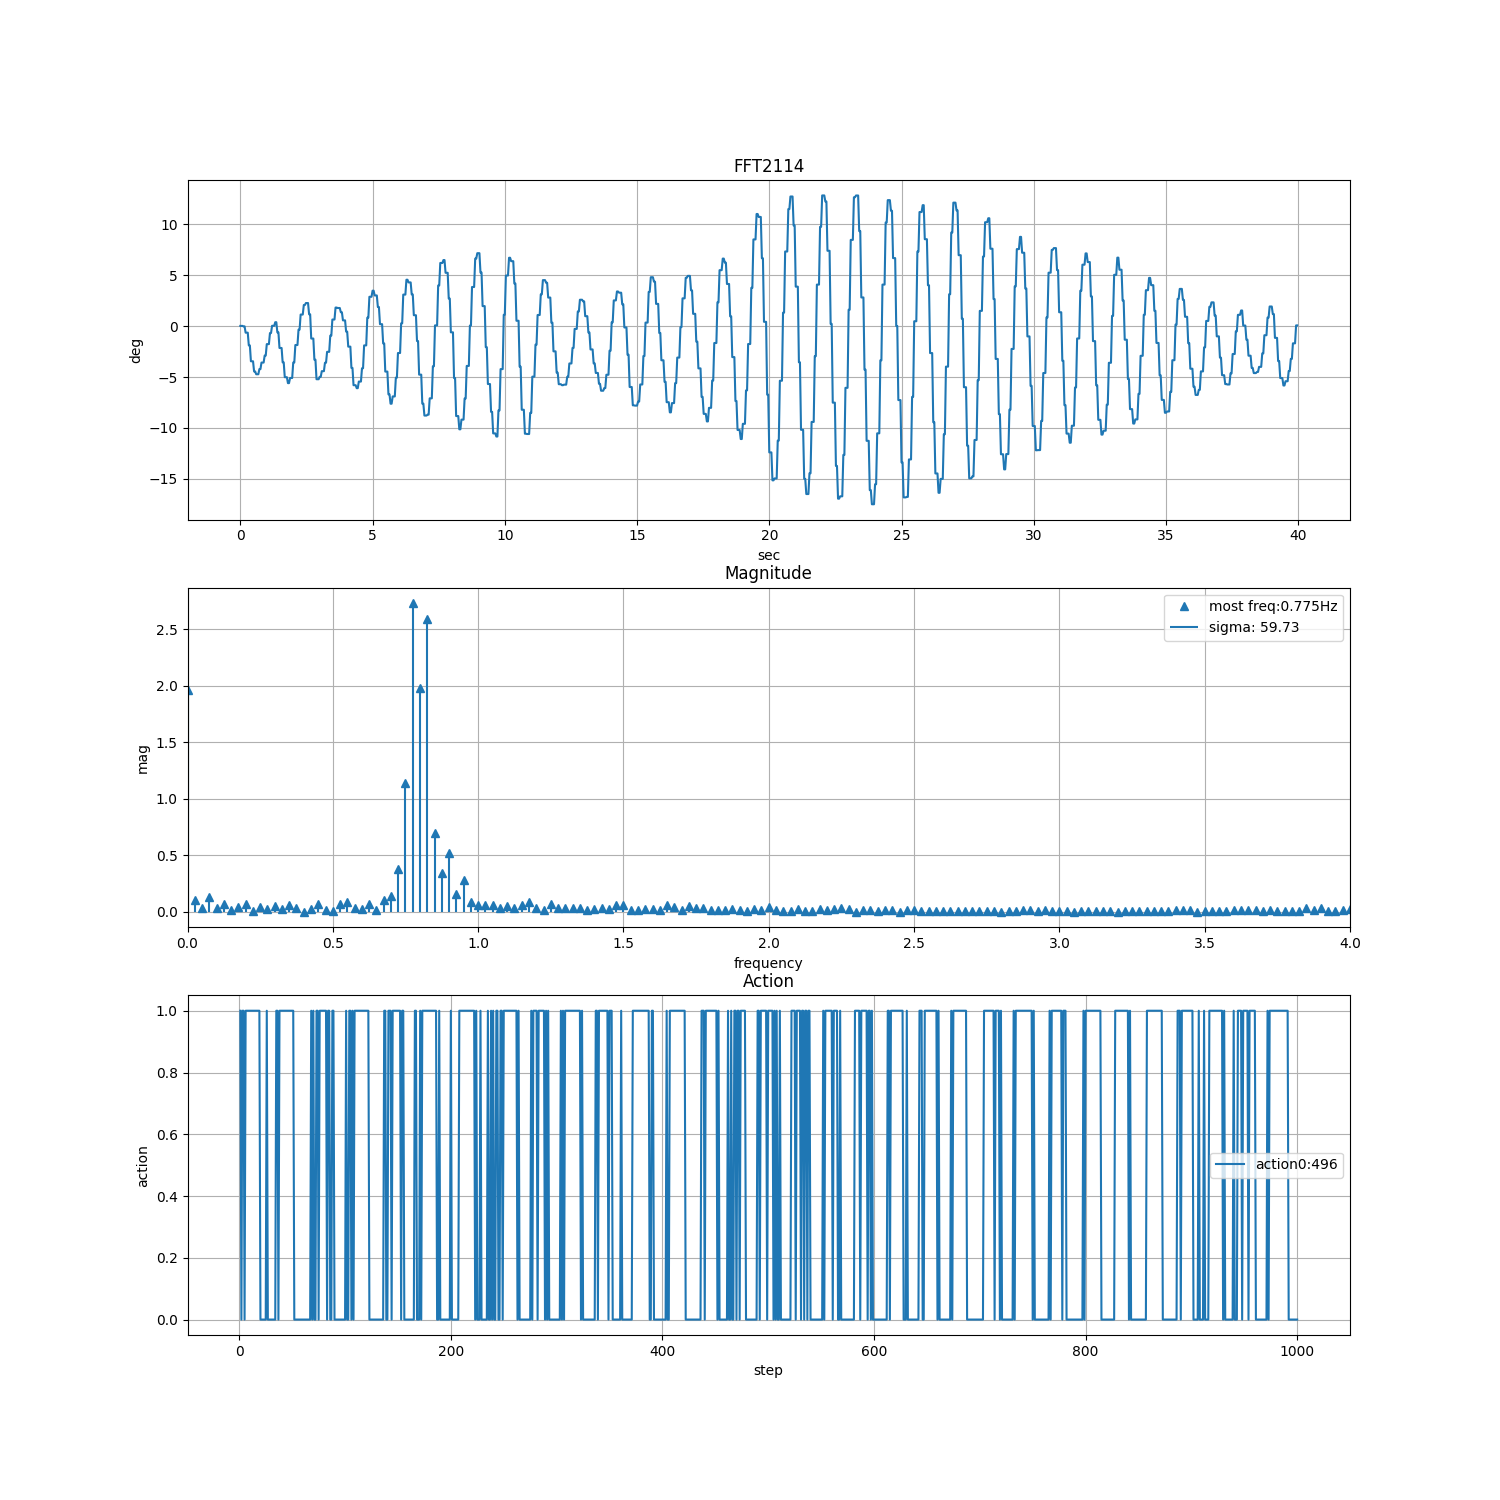 FFT2114
deg
10
5
0
−5
−10
−15
0 5 10 15 20 25 30 35 40
sec
Magnitude
mag
2.5
2.0
1.5
1.0
0.5
0.0
most freq:0.775Hz
sigma: 59.73
0.0 0.5 1.0 1.5 2.0 2.5 3.0 3.5 4.0
frequency
Action
action
1.0
0.8
0.6
0.4
0.2
0.0
action0:496
0 200 400 600 800 1000
step